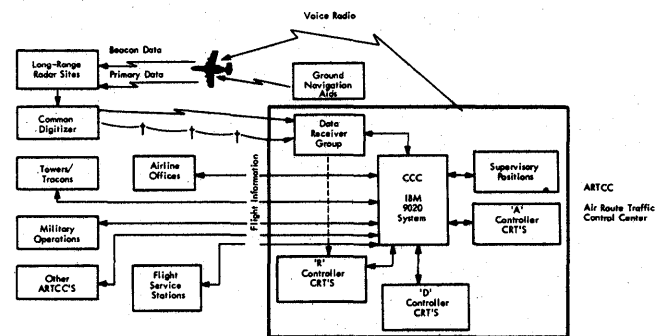 Voice Radio
Beacon Data
Long-Range
Radar Sites
Primary Data
Ground
Navigation
Aids
Common
Digitizer
Data
Receiver
Group
Towers/
Tracons
Airline
Offices
CCC
IBM
9020
System
Supervisory
Positions
ARTCC
Air Route Traffic
Control Center
Flight Information
'A'
Controller
CRT'S
Military
Operations
Other
ARTCC'S
Flight
Service
Stations
'R'
Controller
CRT'S
'D'
Controller
CRT'S